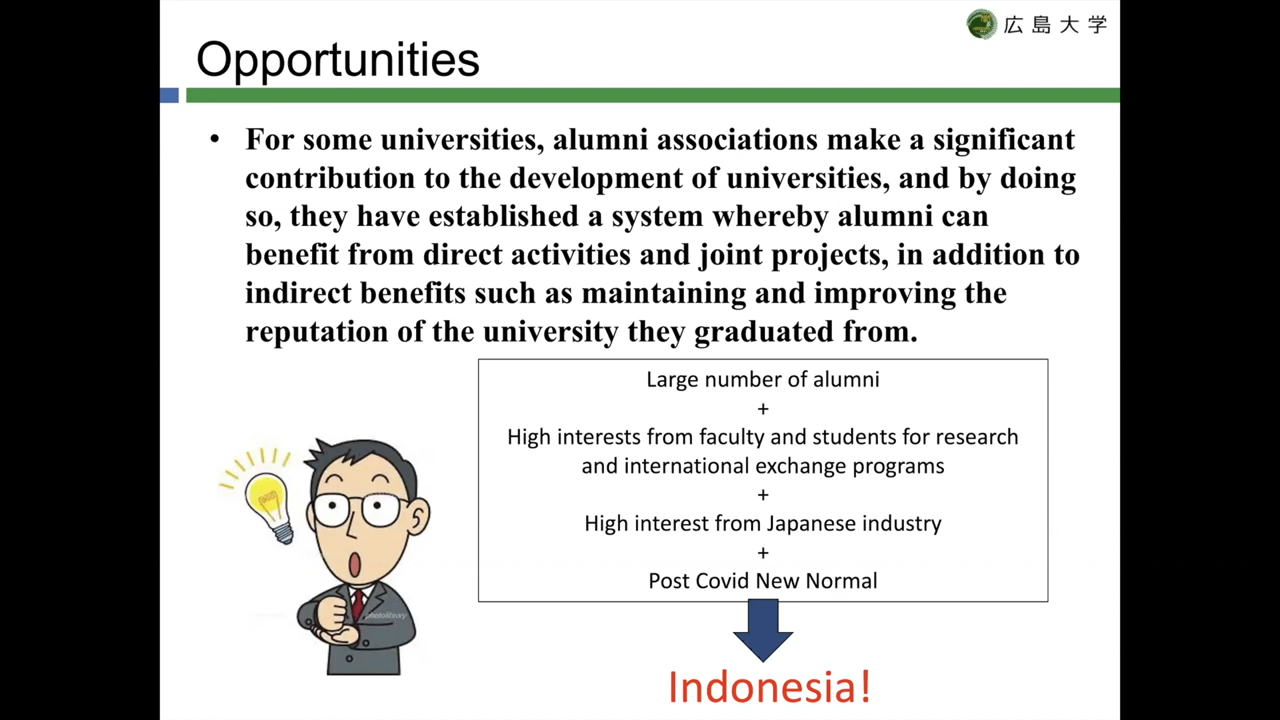 広島大学
Opportunities
• For some universities, alumni associations make a significant
contribution to the development of universities, and by doing
so, they have established a system whereby alumni can
benefit from direct activities and joint projects, in addition to
indirect benefits such as maintaining and improving the
reputation of the university they graduated from.
Large number of alumni
+
High interests from faculty and students for research
and international exchange programs
+
High interest from Japanese industry
+
Post Covid New Normal
photolibrary
Indonesia!